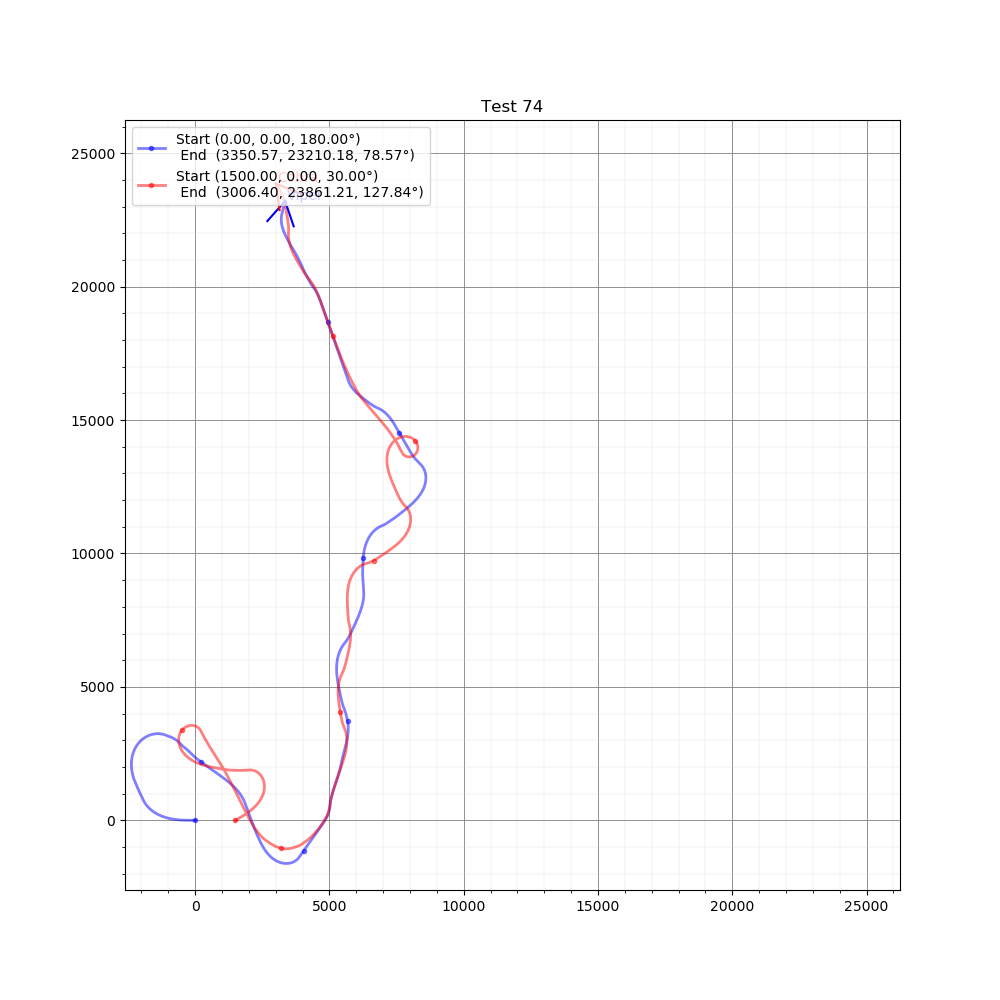 Test 74
Start (0.00, 0.00, 180.00°)
End (3350.57, 23210.18, 78.57°)
Start (1500.00, 0.00, 30.00°)
End (3006.40, 23861.21, 127.84°)
25000
20000
15000
10000
5000
0
0 5000 10000 15000 20000 25000